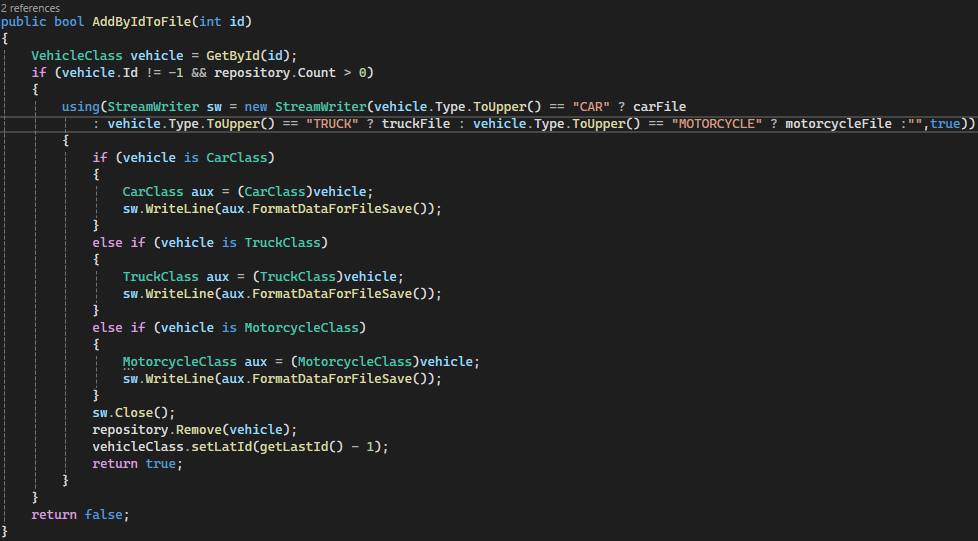 2 references
public bool AddByIdToFile(int id)
{
VehicleClass vehicle = GetById(id);
if (vehicle.Id != -1 && repository.Count > 0)
{
using(StreamWriter sw = new StreamWriter(vehicle.Type.ToUpper() == "CAR" ? carFile
: vehicle.Type.ToUpper() == "TRUCK" ? truckFile : vehicle.Type.ToUpper() == "MOTORCYCLE" ? motorcycleFile :"",true))
{
if (vehicle is CarClass)
{
CarClass aux = (CarClass)vehicle;
sw.WriteLine(aux.FormatDataForFileSave());
}
else if (vehicle is TruckClass)
{
TruckClass aux = (TruckClass)vehicle;
sw.WriteLine(aux.FormatDataForFileSave());
}
else if (vehicle is MotorcycleClass)
{
MotorcycleClass aux = (MotorcycleClass)vehicle;
sw.WriteLine(aux.FormatDataForFileSave());
}
sw.Close();
repository.Remove(vehicle);
vehicleClass.setLatId(getLastId() - 1);
return true;
}
}
return false;
}